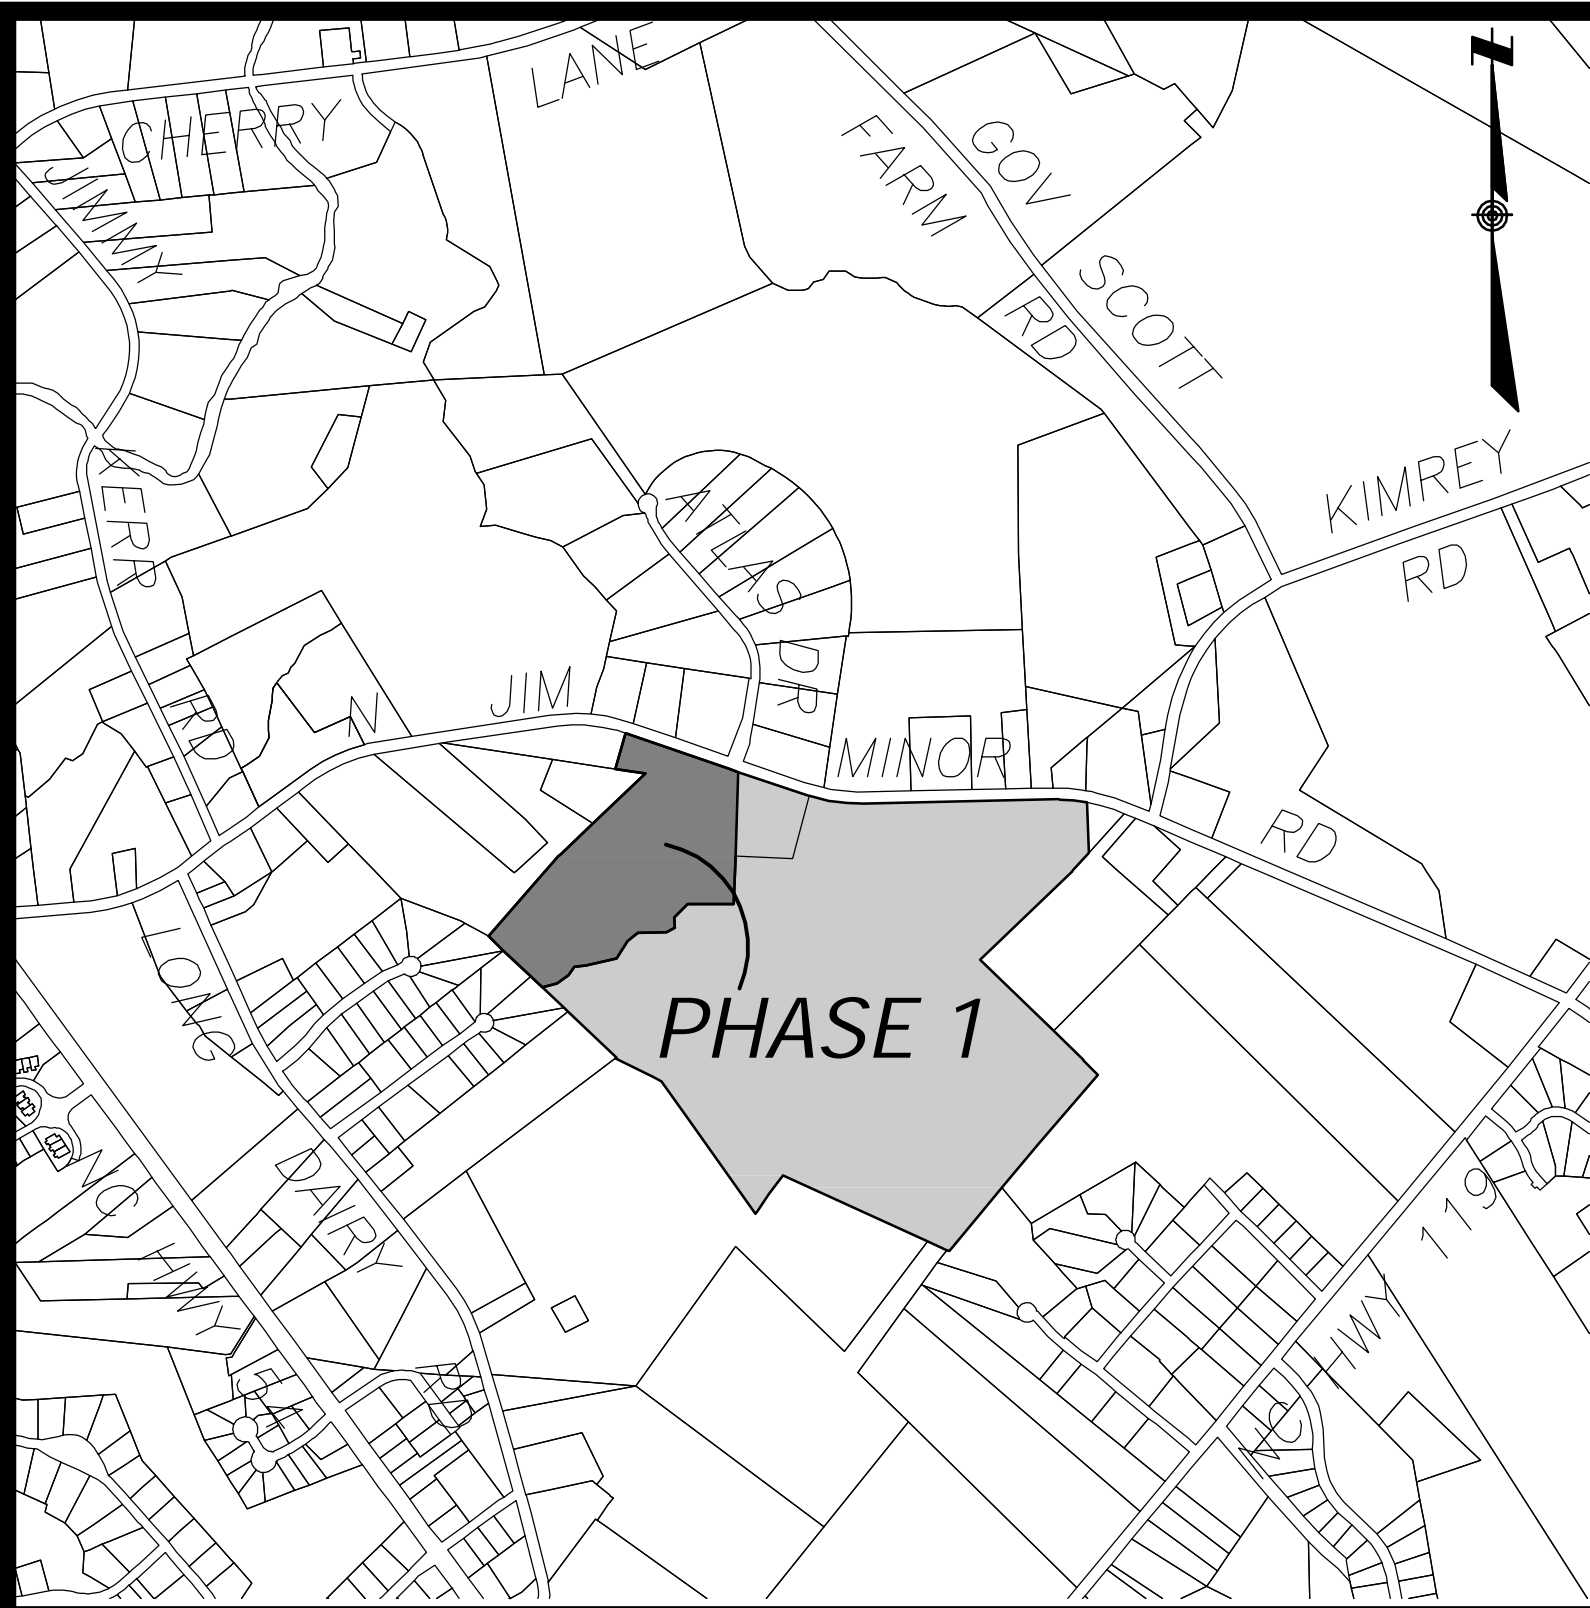 LANE
CHERRY
JIMMY
KERR
RD
GOV
SCOTT
FARM
RD
KIMREY
RD
ATLAS DR
N
JIM
MINOR
RD
LONG
DAIRY
RD
PHASE 1
NC
HWY
54
NC
HWY
119
N